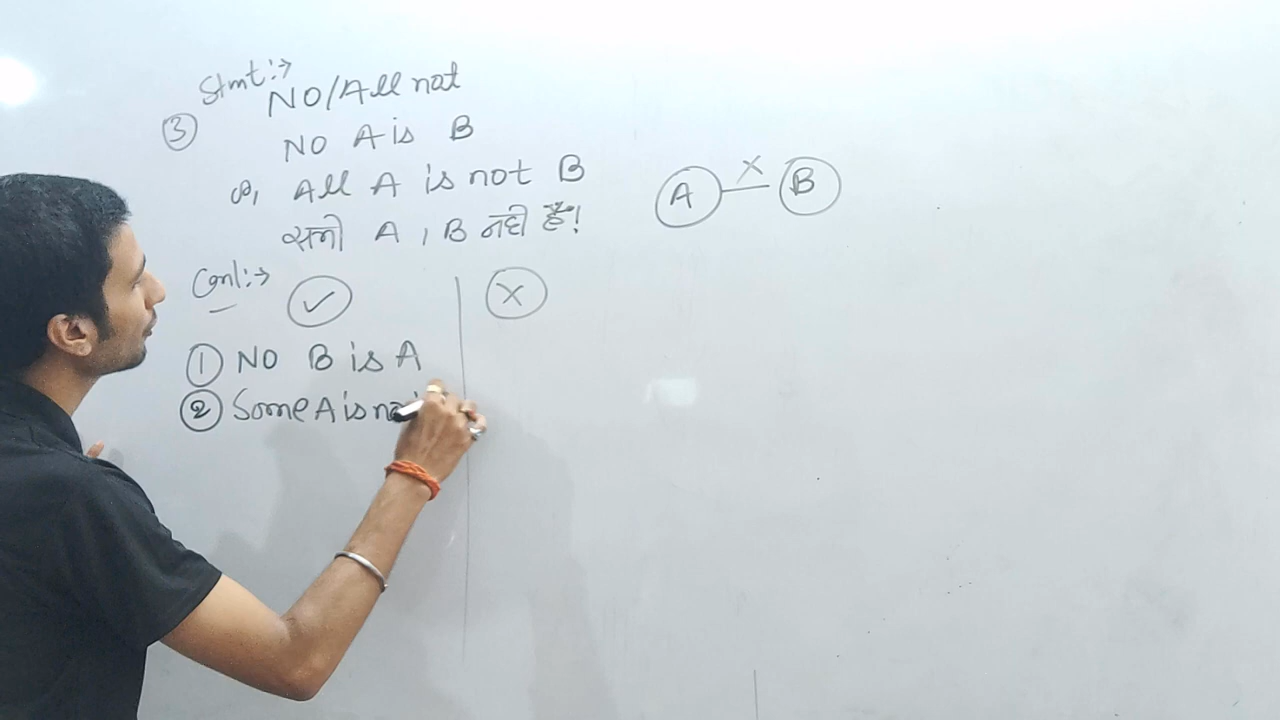 Stmt:→
NO/All not
③
NO A is B
or, All A is not B
सभी A, B नही है!
A X B
Conl:→
✓
X
① NO B is A
② Some A is not